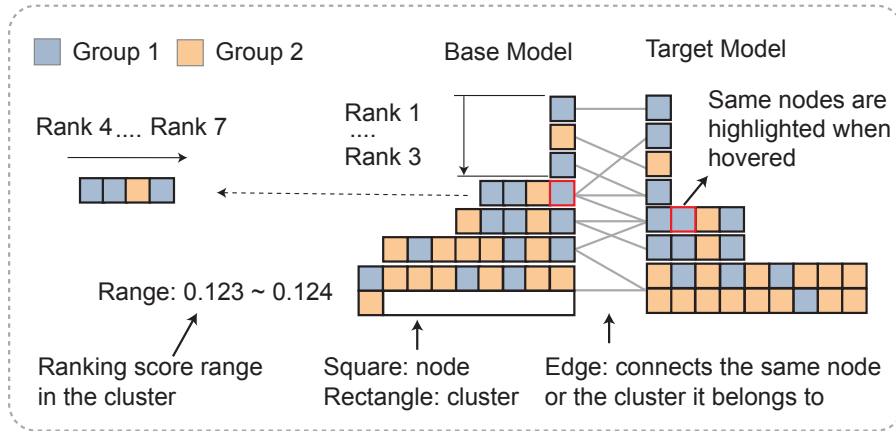 Group 1
Group 2
Base Model
Target Model
Rank 4 .... Rank 7
Rank 1
....
Rank 3
Same nodes are
highlighted when
hovered
Range: 0.123 ~ 0.124
Ranking score range
in the cluster
Square: node
Rectangle: cluster
Edge: connects the same node
or the cluster it belongs to